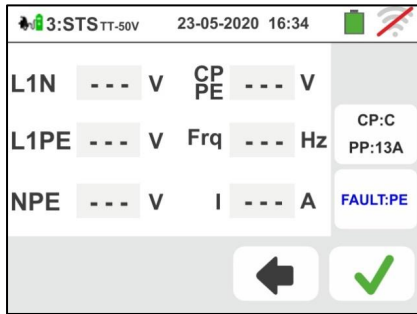 3:STS TT-50V 23-05-2020 16:34
L1N - - - V CP PE - - - V
L1PE - - - V Frq - - - Hz
NPE - - - V I - - - A
CP:C
PP:13A
FAULT:PE